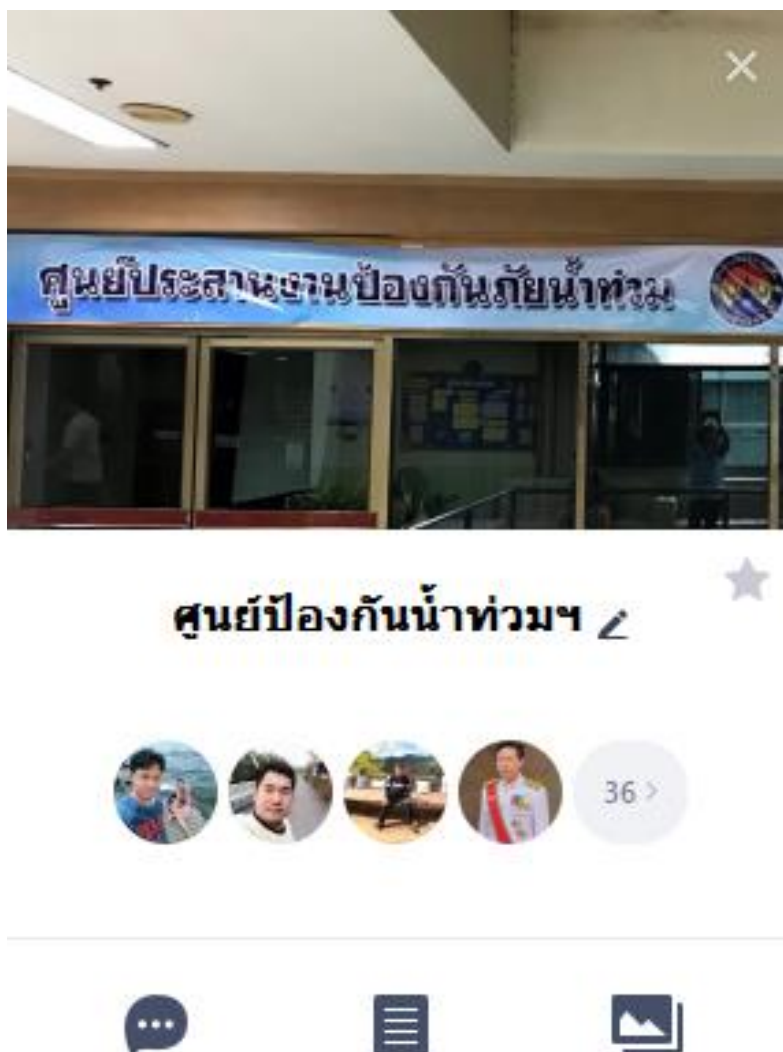 ศูนย์ประสานงานป้องกันภัยน้ำท่วม
ศูนย์ป้องกันน้ำท่วมฯ
36 >